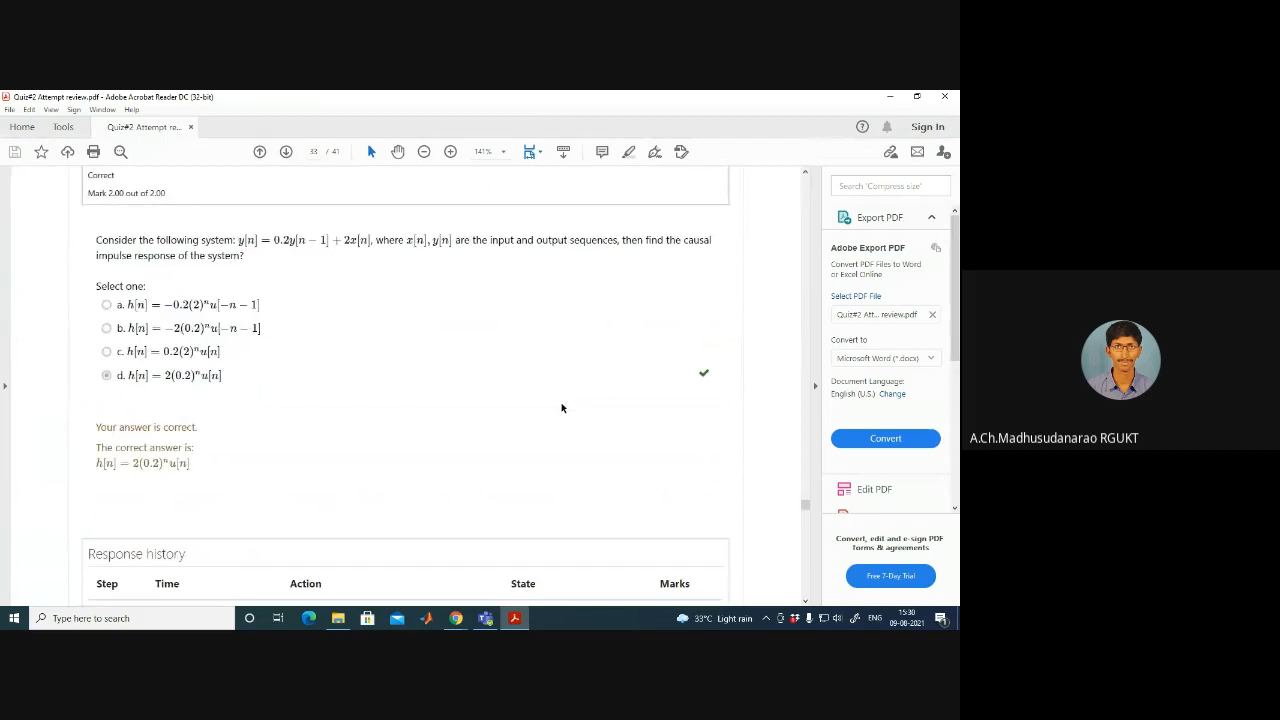 Quiz#2 Attempt review.pdf - Adobe Acrobat Reader DC (32-bit)
File Edit View Sign Window Help
Home Tools Quiz#2 Attempt re... × Sign In
33 / 41 141%
Correct
Mark 2.00 out of 2.00
Consider the following system: y[n] = 0.2y[n − 1] + 2x[n], where x[n], y[n] are the input and output sequences, then find the causal
impulse response of the system?
Select one:
a. h[n] = −0.2(2)ⁿu[−n − 1]
b. h[n] = −2(0.2)ⁿu[−n − 1]
c. h[n] = 0.2(2)ⁿu[n]
d. h[n] = 2(0.2)ⁿu[n]
Your answer is correct.
The correct answer is:
h[n] = 2(0.2)ⁿu[n]
Response history
Step Time Action State Marks
Search 'Compress size'
Export PDF
Adobe Export PDF
Convert PDF Files to Word
or Excel Online
Select PDF File
Quiz#2 Att... review.pdf
Convert to
Microsoft Word (*.docx)
Document Language:
English (U.S.) Change
Convert
Edit PDF
Convert, edit and e-sign PDF
forms & agreements
Free 7-Day Trial
A.Ch.Madhusudanarao RGUKT
Type here to search
33°C Light rain
ENG
15:30
09-08-2021